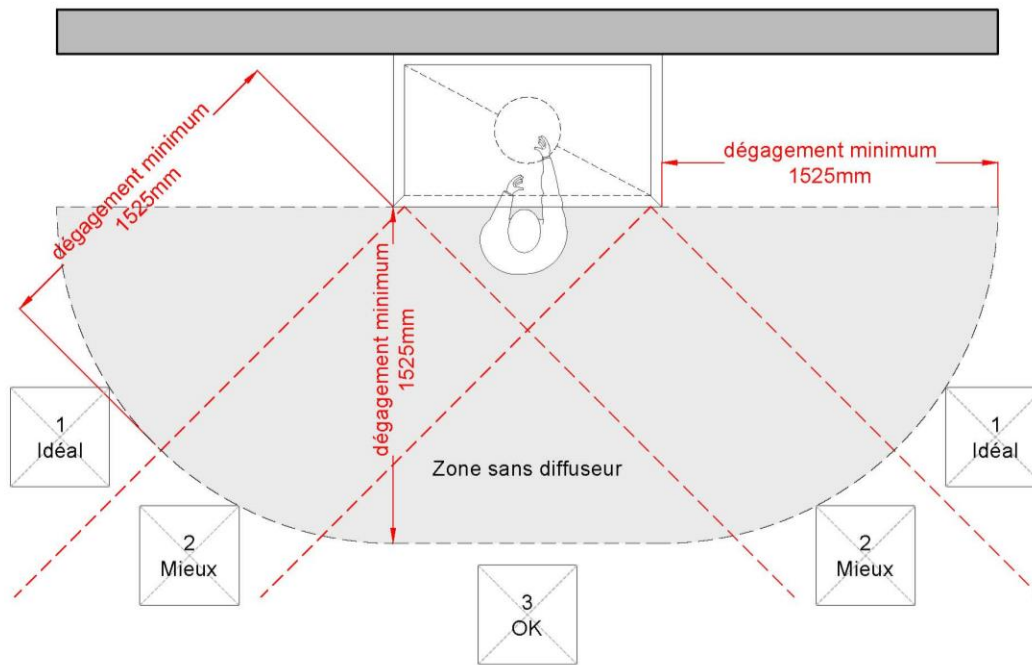 dégagement minimum
1525mm
dégagement minimum
1525mm
dégagement minimum
1525mm
1
Idéal
1
Idéal
Zone sans diffuseur
2
Mieux
2
Mieux
3
OK